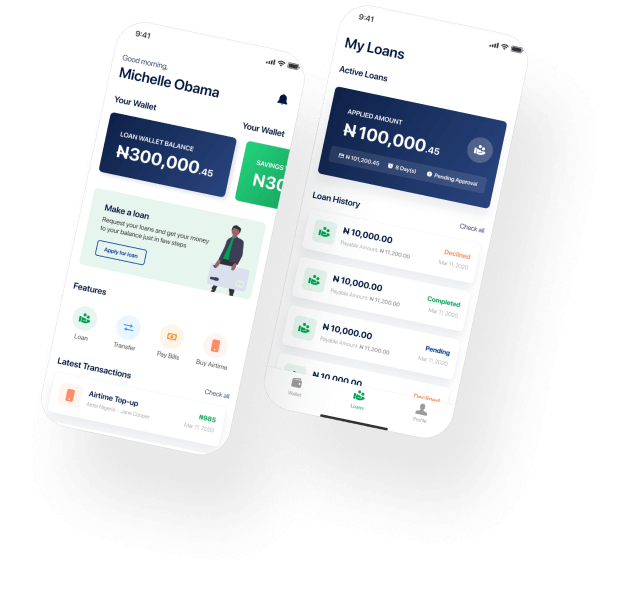 9:41
Good morning,
Michelle Obama
Your Wallet
Your Wallet
LOAN WALLET BALANCE
₦300,000.45
SAVINGS
₦30
Make a loan
Request your loans and get your money
to your balance just in few steps
Apply for loan
Features
Loan
Transfer
Pay Bills
Buy Airtime
Latest Transactions
Check all
Airtime Top-up
₦985
Airtel Nigeria - Jane Cooper
Mar 11, 2020
9:41
My Loans
Active Loans
APPLIED AMOUNT
₦100,000.45
₦ 101,200.45
8 Day(s)
Pending Approval
Loan History
Check all
₦ 10,000.00
Declined
Payable Amount: ₦ 11,200.00
Mar 11, 2020
₦ 10,000.00
Completed
Payable Amount: ₦ 11,200.00
Mar 11, 2020
₦ 10,000.00
Pending
Payable Amount: ₦ 11,200.00
Mar 11, 2020
₦ 10,000.00
Declined
Wallet
Loans
Profile